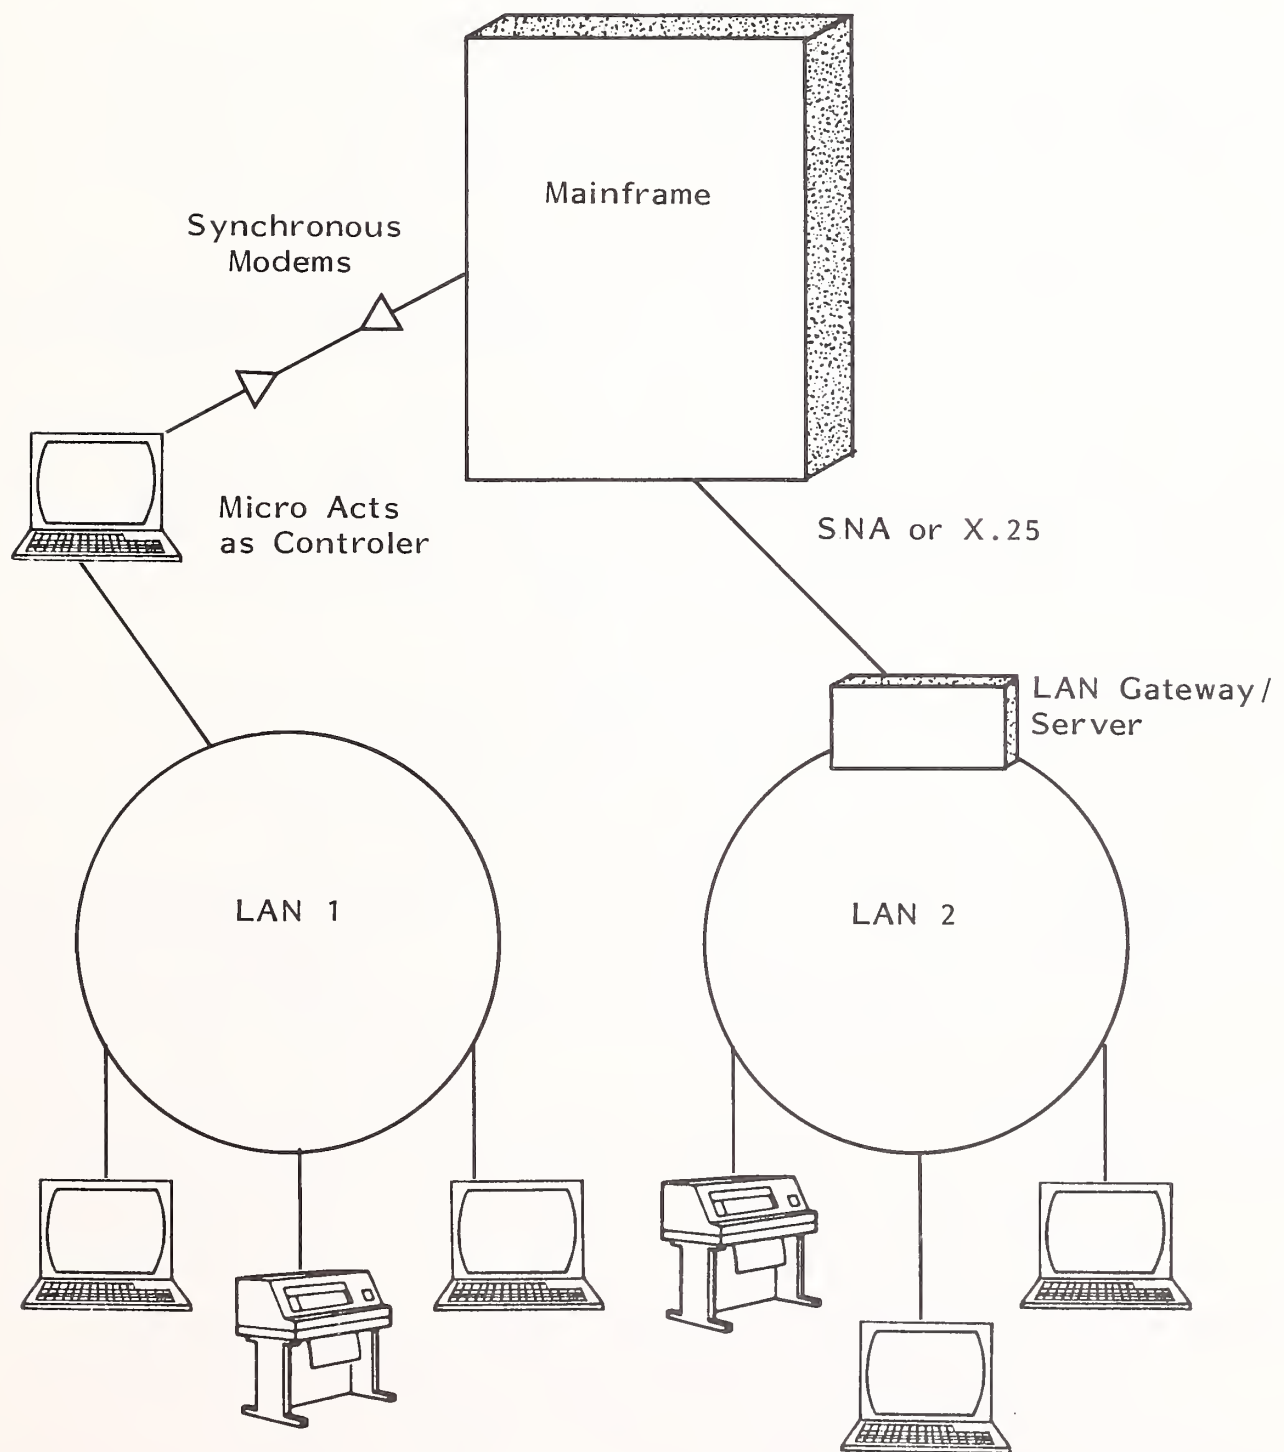 Mainframe
Synchronous
Modems
Micro Acts
as Controler
SNA or X.25
LAN Gateway/
Server
LAN 1
LAN 2